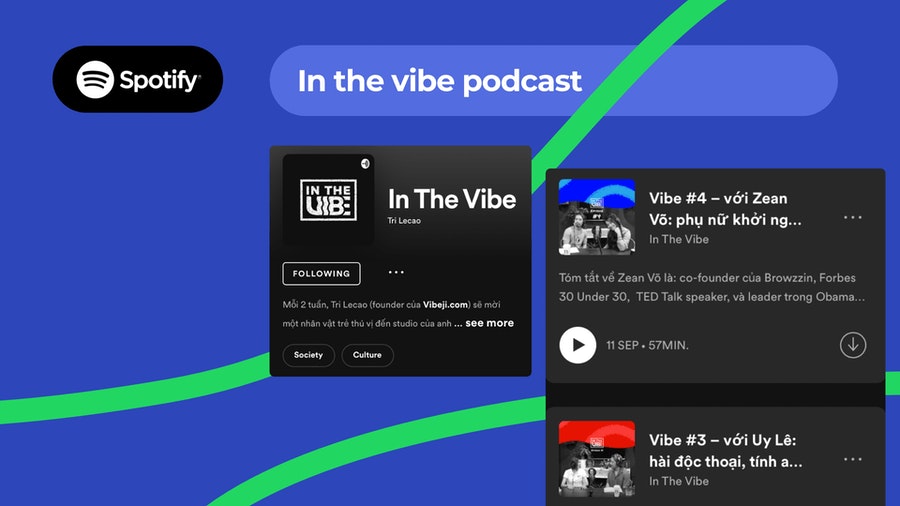 Spotify
In the vibe podcast
IN THE
VIBE
In The Vibe
Tri Lecao
FOLLOWING
Mỗi 2 tuần, Tri Lecao (founder của Vibeji.com) sẽ mời
một nhân vật trẻ thú vị đến studio của anh ... see more
Society
Culture
Vibe #4 – với Zean
Võ: phụ nữ khởi ng...
In The Vibe
Tóm tắt về Zean Võ là: co-founder của Browzzin, Forbes
30 Under 30, TED Talk speaker, và leader trong Obama...
11 SEP • 57MIN.
Vibe #3 – với Uy Lê:
hài độc thoại, tính a...
In The Vibe